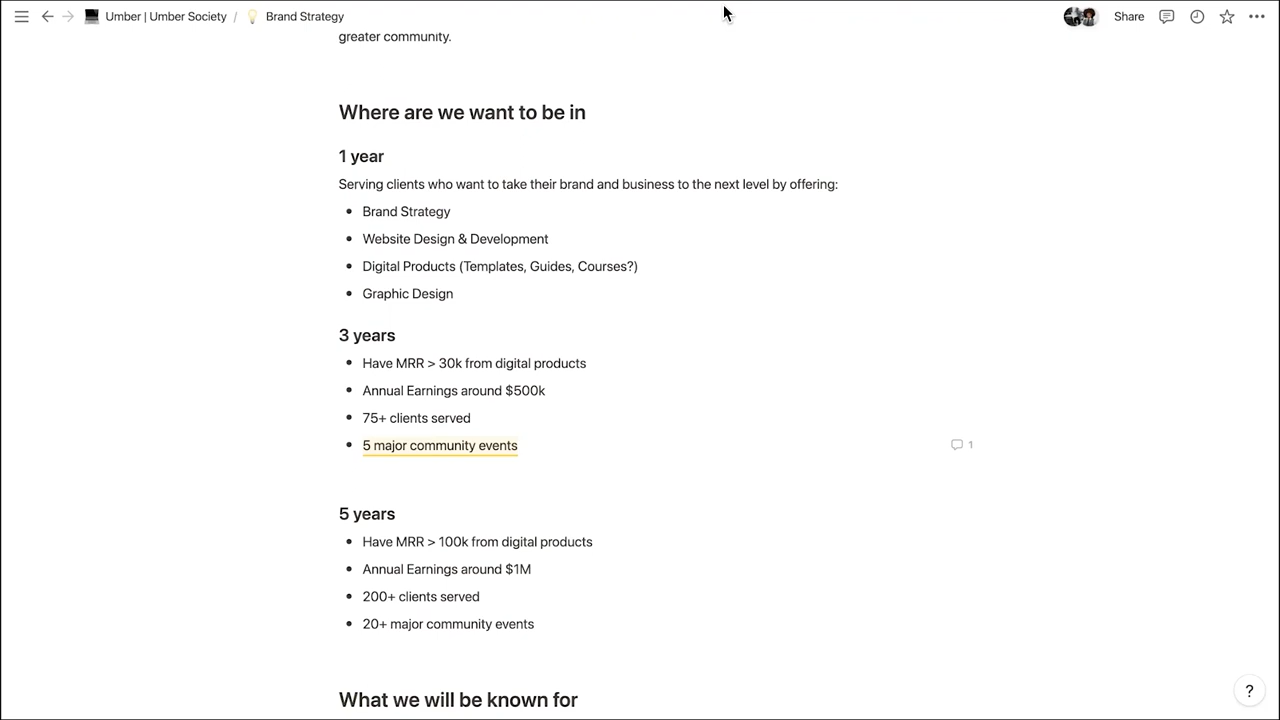 Umber | Umber Society / Brand Strategy Share
greater community.
Where are we want to be in
1 year
Serving clients who want to take their brand and business to the next level by offering:
• Brand Strategy
• Website Design & Development
• Digital Products (Templates, Guides, Courses?)
• Graphic Design
3 years
• Have MRR > 30k from digital products
• Annual Earnings around $500k
• 75+ clients served
• 5 major community events 1
5 years
• Have MRR > 100k from digital products
• Annual Earnings around $1M
• 200+ clients served
• 20+ major community events
What we will be known for
?